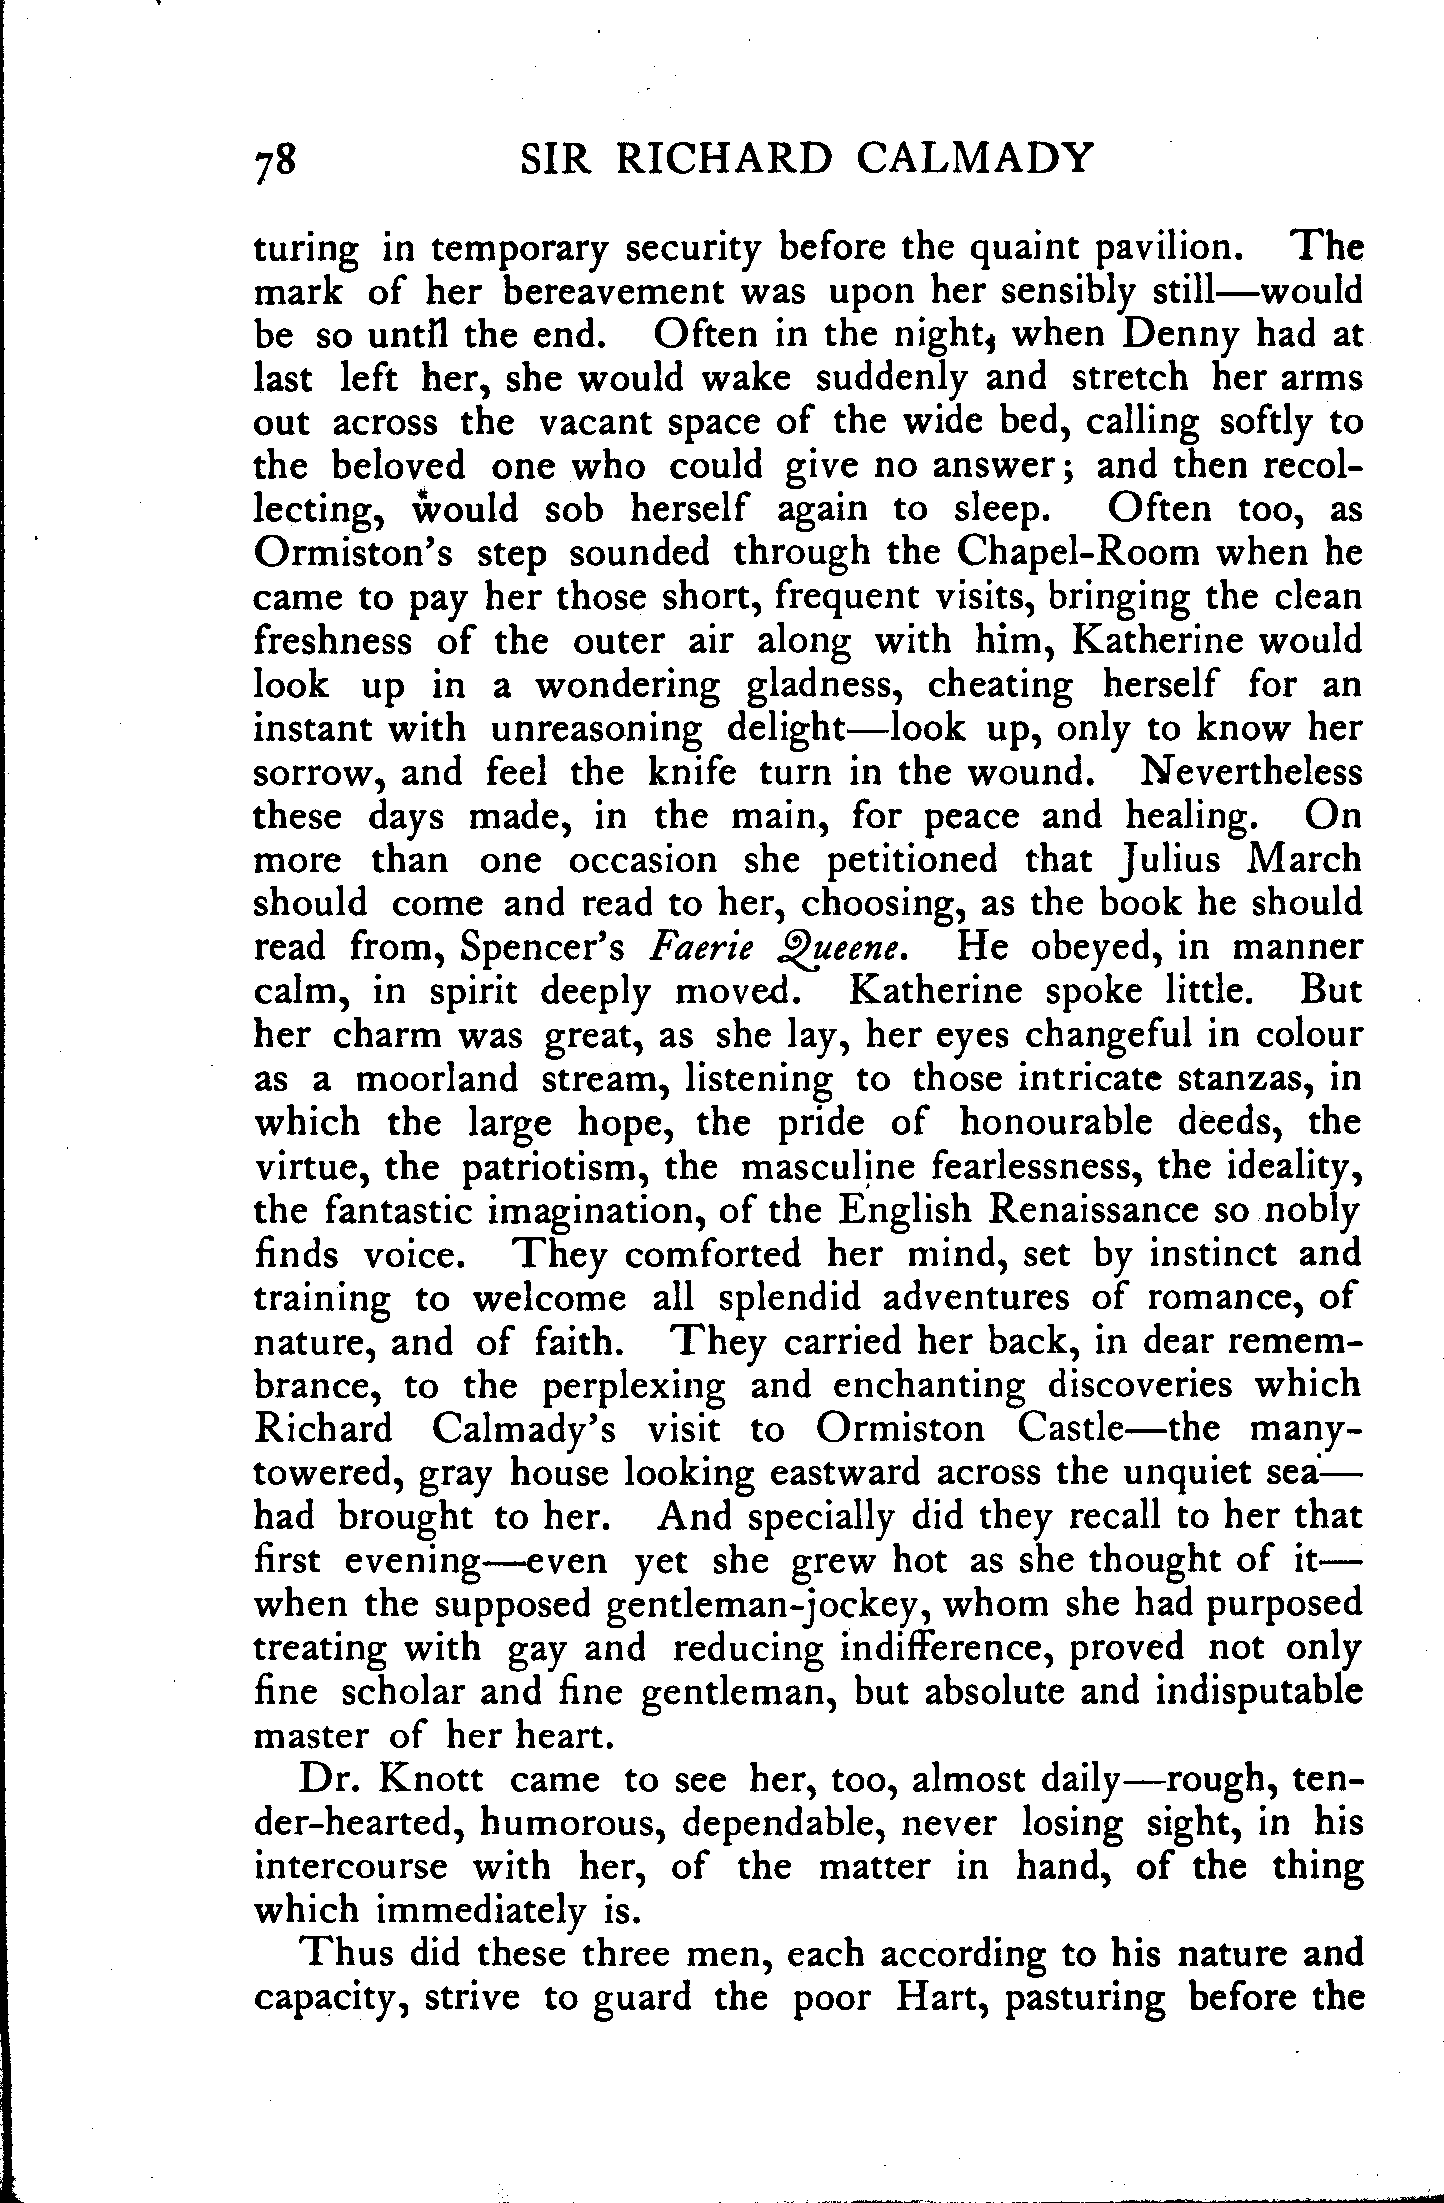 78 SIR RICHARD CALMADY
turing in temporary security before the quaint pavilion. The
mark of her bereavement was upon her sensibly still—would
be so until the end. Often in the night, when Denny had at
last left her, she would wake suddenly and stretch her arms
out across the vacant space of the wide bed, calling softly to
the beloved one who could give no answer; and then recol-
lecting, would sob herself again to sleep. Often too, as
Ormiston's step sounded through the Chapel-Room when he
came to pay her those short, frequent visits, bringing the clean
freshness of the outer air along with him, Katherine would
look up in a wondering gladness, cheating herself for an
instant with unreasoning delight—look up, only to know her
sorrow, and feel the knife turn in the wound. Nevertheless
these days made, in the main, for peace and healing. On
more than one occasion she petitioned that Julius March
should come and read to her, choosing, as the book he should
read from, Spencer's Faerie Queene. He obeyed, in manner
calm, in spirit deeply moved. Katherine spoke little. But
her charm was great, as she lay, her eyes changeful in colour
as a moorland stream, listening to those intricate stanzas, in
which the large hope, the pride of honourable deeds, the
virtue, the patriotism, the masculine fearlessness, the ideality,
the fantastic imagination, of the English Renaissance so nobly
finds voice. They comforted her mind, set by instinct and
training to welcome all splendid adventures of romance, of
nature, and of faith. They carried her back, in dear remem-
brance, to the perplexing and enchanting discoveries which
Richard Calmady's visit to Ormiston Castle—the many-
towered, gray house looking eastward across the unquiet sea—
had brought to her. And specially did they recall to her that
first evening—even yet she grew hot as she thought of it—
when the supposed gentleman-jockey, whom she had purposed
treating with gay and reducing indifference, proved not only
fine scholar and fine gentleman, but absolute and indisputable
master of her heart.
Dr. Knott came to see her, too, almost daily—rough, ten-
der-hearted, humorous, dependable, never losing sight, in his
intercourse with her, of the matter in hand, of the thing
which immediately is.
Thus did these three men, each according to his nature and
capacity, strive to guard the poor Hart, pasturing before the